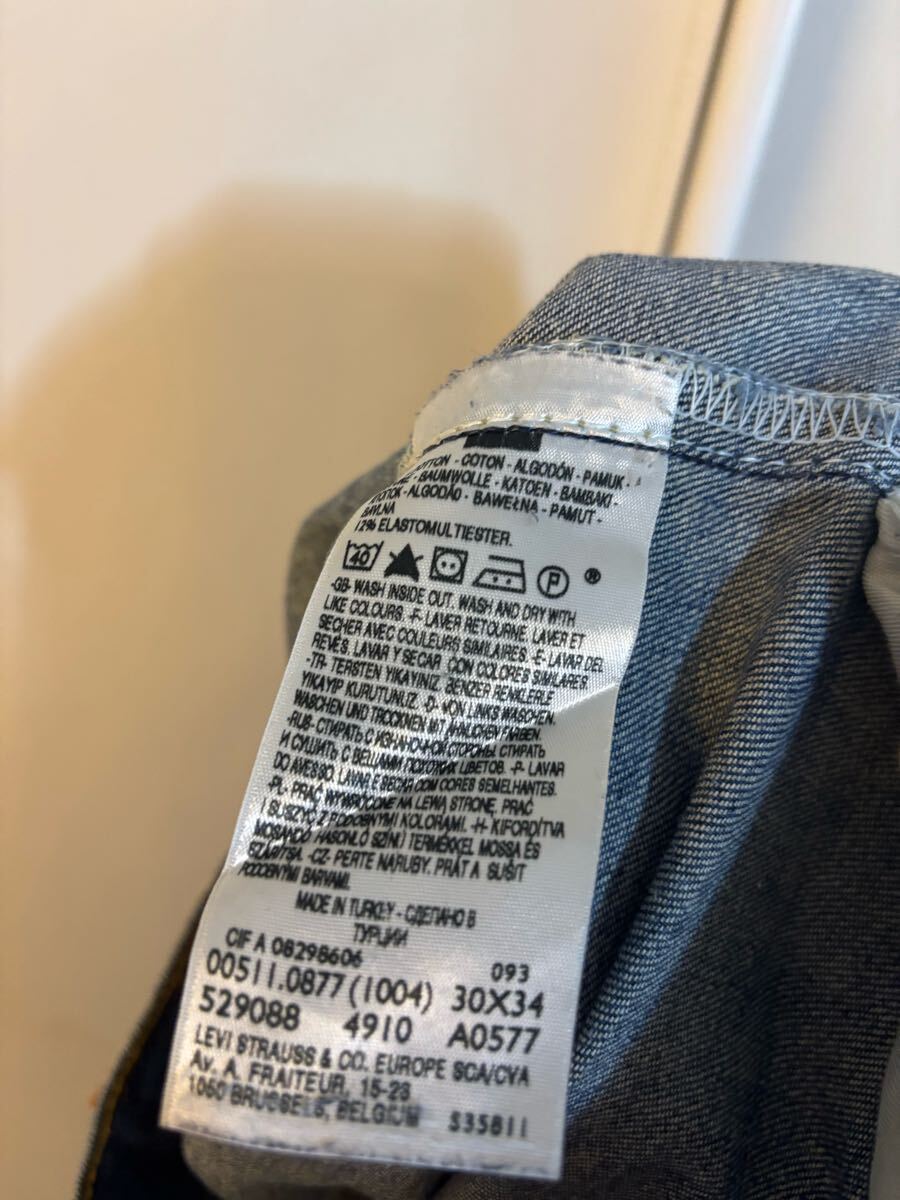 COTON - ALGODÓN - PAMUK -
BAUMWOLLE - KATOEN - BAMBAKI -
- ALGODÃO - BAWEŁNA - PAMUT -
BAVLNA
12% ELASTOMULTIESTER.
40 P ®
-GB- WASH INSIDE OUT. WASH AND DRY WITH
LIKE COLOURS. -F- LAVER RETOURNE. LAVER ET
SECHER AVEC COULEURS SIMILAIRES. -E- LAVAR DEL
REVÉS. LAVAR Y SECAR CON COLORES SIMILARES.
-TR- TERSTEN YIKAYINIZ. BENZER RENKLERLE
YIKAYIP KURUTUNUZ. -D- VON LINKS WASCHEN.
WASCHEN UND TROCKNEN MIT ÄHNLICHEN FARBEN.
-RUS- СТИРАТЬ С ИЗНАНОЧНОЙ СТОРОНЫ. СТИРАТЬ
И СУШИТЬ С ВЕЩАМИ ПОХОЖИХ ЦВЕТОВ. -P- LAVAR
DO AVESSO. LAVAR E SECAR COM CORES SEMELHANTES.
-PL- PRAĆ WYWRÓCONE NA LEWĄ STRONĘ. PRAĆ
I SUSZYĆ Z PODOBNYMI KOLORAMI. -H- KIFORDÍTVA
MOSANDÓ. HASONLÓ SZÍNŰ TERMÉKKEL MOSSA ÉS
SZÁRÍTSA. -CZ- PERTE NARUBY. PRÁT A SUŠIT
PODOBNÝMI BARVAMI.
MADE IN TURKEY - СДЕЛАНО В
ТУРЦИИ
CIF A 08298606 093
00511.0877 (1004) 30X34
529088 4910 A0577
LEVI STRAUSS & CO. EUROPE SCA/CVA
Av. A. FRAITEUR, 15-23
1050 BRUSSELS, BELGIUM 535811